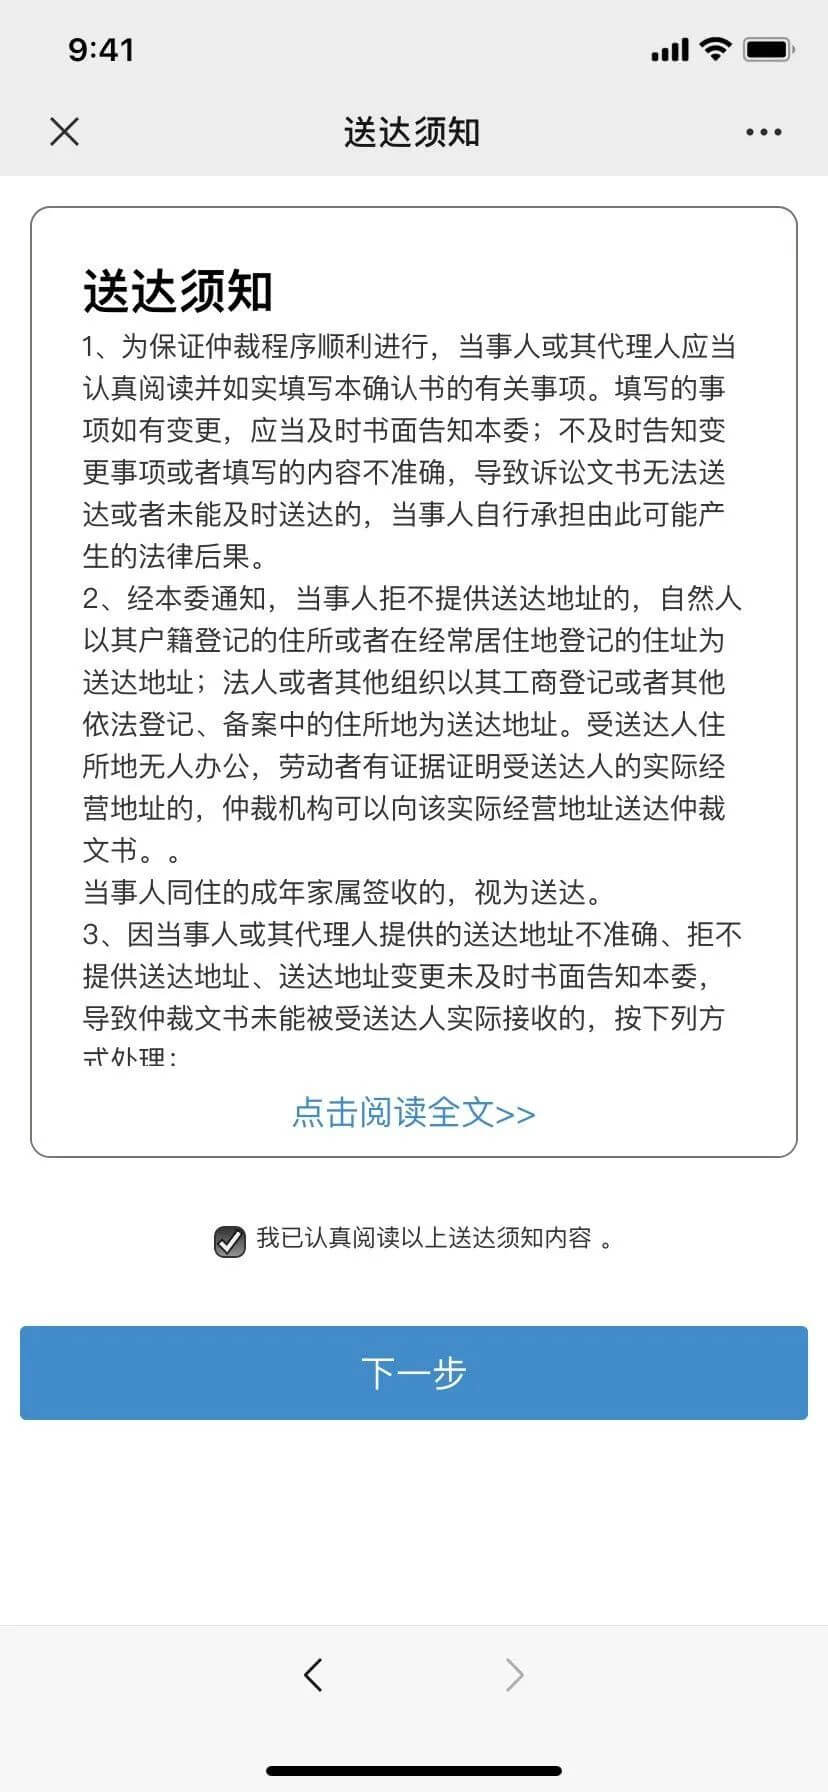 9:41
送达须知
送达须知
1、为保证仲裁程序顺利进行，当事人或其代理人应当
认真阅读并如实填写本确认书的有关事项。填写的事
项如有变更，应当及时书面告知本委；不及时告知变
更事项或者填写的内容不准确，导致诉讼文书无法送
达或者未能及时送达的，当事人自行承担由此可能产
生的法律后果。
2、经本委通知，当事人拒不提供送达地址的，自然人
以其户籍登记的住所或者在经常居住地登记的住址为
送达地址；法人或者其他组织以其工商登记或者其他
依法登记、备案中的住所地为送达地址。受送达人住
所地无人办公，劳动者有证据证明受送达人的实际经
营地址的，仲裁机构可以向该实际经营地址送达仲裁
文书。。
当事人同住的成年家属签收的，视为送达。
3、因当事人或其代理人提供的送达地址不准确、拒不
提供送达地址、送达地址变更未及时书面告知本委，
导致仲裁文书未能被受送达人实际接收的，按下列方
式处理：
点击阅读全文>>
我已认真阅读以上送达须知内容 。
下一步